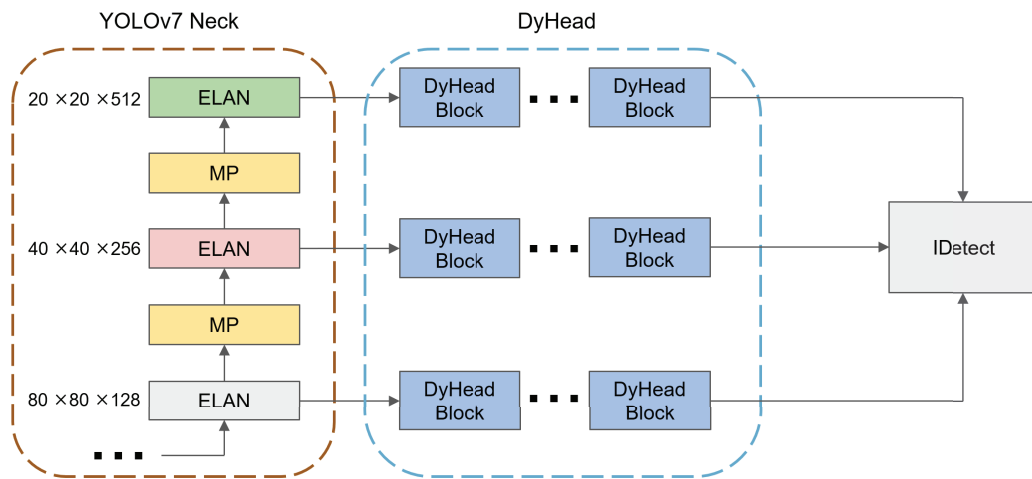 YOLOv7 Neck
DyHead
20 ×20 ×512
ELAN
DyHead
Block
DyHead
Block
MP
40 ×40 ×256
ELAN
DyHead
Block
DyHead
Block
IDetect
MP
80 ×80 ×128
ELAN
DyHead
Block
DyHead
Block